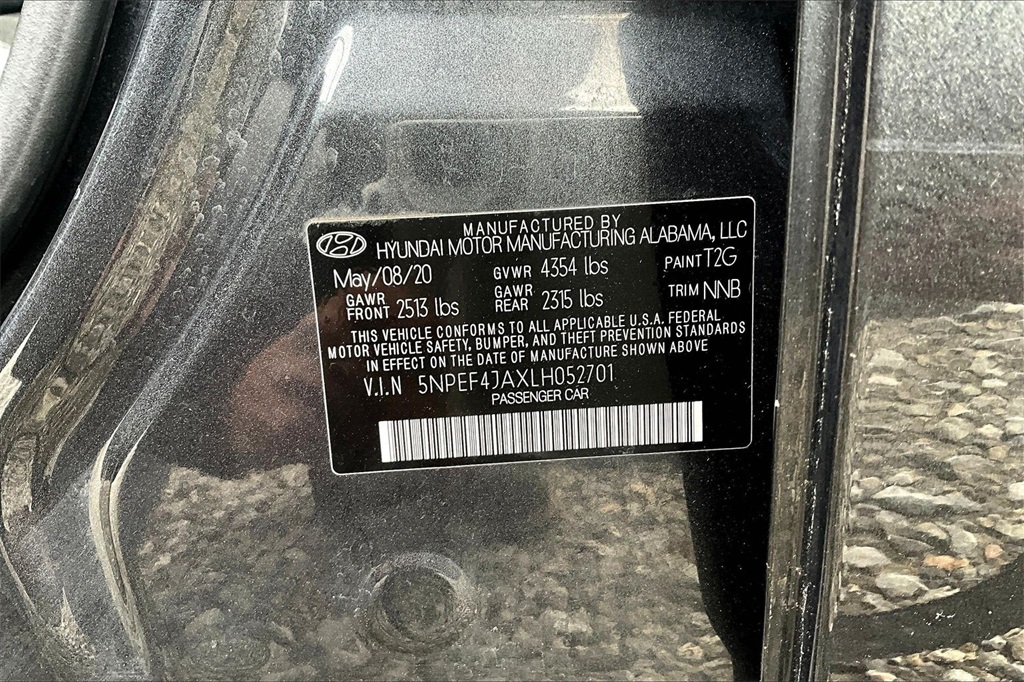 MANUFACTURED BY
HYUNDAI MOTOR MANUFACTURING ALABAMA, LLC
May/08/20 GVWR 4354 lbs PAINT T2G
GAWR FRONT 2513 lbs GAWR REAR 2315 lbs TRIM NNB
THIS VEHICLE CONFORMS TO ALL APPLICABLE U.S.A. FEDERAL
MOTOR VEHICLE SAFETY, BUMPER, AND THEFT PREVENTION STANDARDS
IN EFFECT ON THE DATE OF MANUFACTURE SHOWN ABOVE
V.I.N 5NPEF4JAXLH052701
PASSENGER CAR